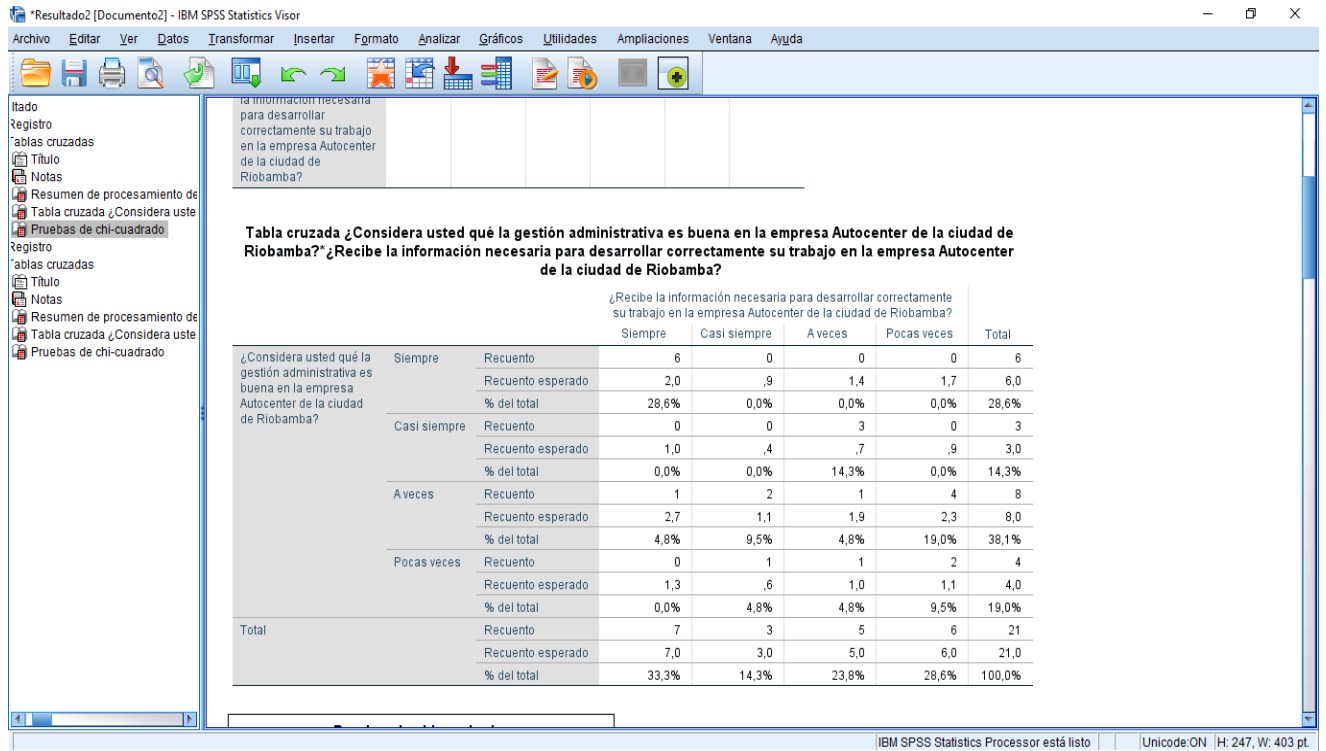 *Resultado2 [Documento2] - IBM SPSS Statistics Visor
Archivo Editar Ver Datos Transformar Insertar Formato Analizar Gráficos Utilidades Ampliaciones Ventana Ayuda
ltado
Registro
Tablas cruzadas
Título
Notas
Resumen de procesamiento de
Tabla cruzada ¿Considera uste
Pruebas de chi-cuadrado
Registro
Tablas cruzadas
Título
Notas
Resumen de procesamiento de
Tabla cruzada ¿Considera uste
Pruebas de chi-cuadrado
la información necesaria
para desarrollar
correctamente su trabajo
en la empresa Autocenter
de la ciudad de
Riobamba?
Tabla cruzada ¿Considera usted qué la gestión administrativa es buena en la empresa Autocenter de la ciudad de
Riobamba?*¿Recibe la información necesaria para desarrollar correctamente su trabajo en la empresa Autocenter
de la ciudad de Riobamba?
¿Recibe la información necesaria para desarrollar correctamente
su trabajo en la empresa Autocenter de la ciudad de Riobamba?
Siempre Casi siempre A veces Pocas veces Total
¿Considera usted qué la
gestión administrativa es
buena en la empresa
Autocenter de la ciudad
de Riobamba?
Siempre Recuento 6 0 0 0 6
Recuento esperado 2,0 ,9 1,4 1,7 6,0
% del total 28,6% 0,0% 0,0% 0,0% 28,6%
Casi siempre Recuento 0 0 3 0 3
Recuento esperado 1,0 ,4 ,7 ,9 3,0
% del total 0,0% 0,0% 14,3% 0,0% 14,3%
A veces Recuento 1 2 1 4 8
Recuento esperado 2,7 1,1 1,9 2,3 8,0
% del total 4,8% 9,5% 4,8% 19,0% 38,1%
Pocas veces Recuento 0 1 1 2 4
Recuento esperado 1,3 ,6 1,0 1,1 4,0
% del total 0,0% 4,8% 4,8% 9,5% 19,0%
Total Recuento 7 3 5 6 21
Recuento esperado 7,0 3,0 5,0 6,0 21,0
% del total 33,3% 14,3% 23,8% 28,6% 100,0%
IBM SPSS Statistics Processor está listo Unicode:ON H: 247, W: 403 pt.